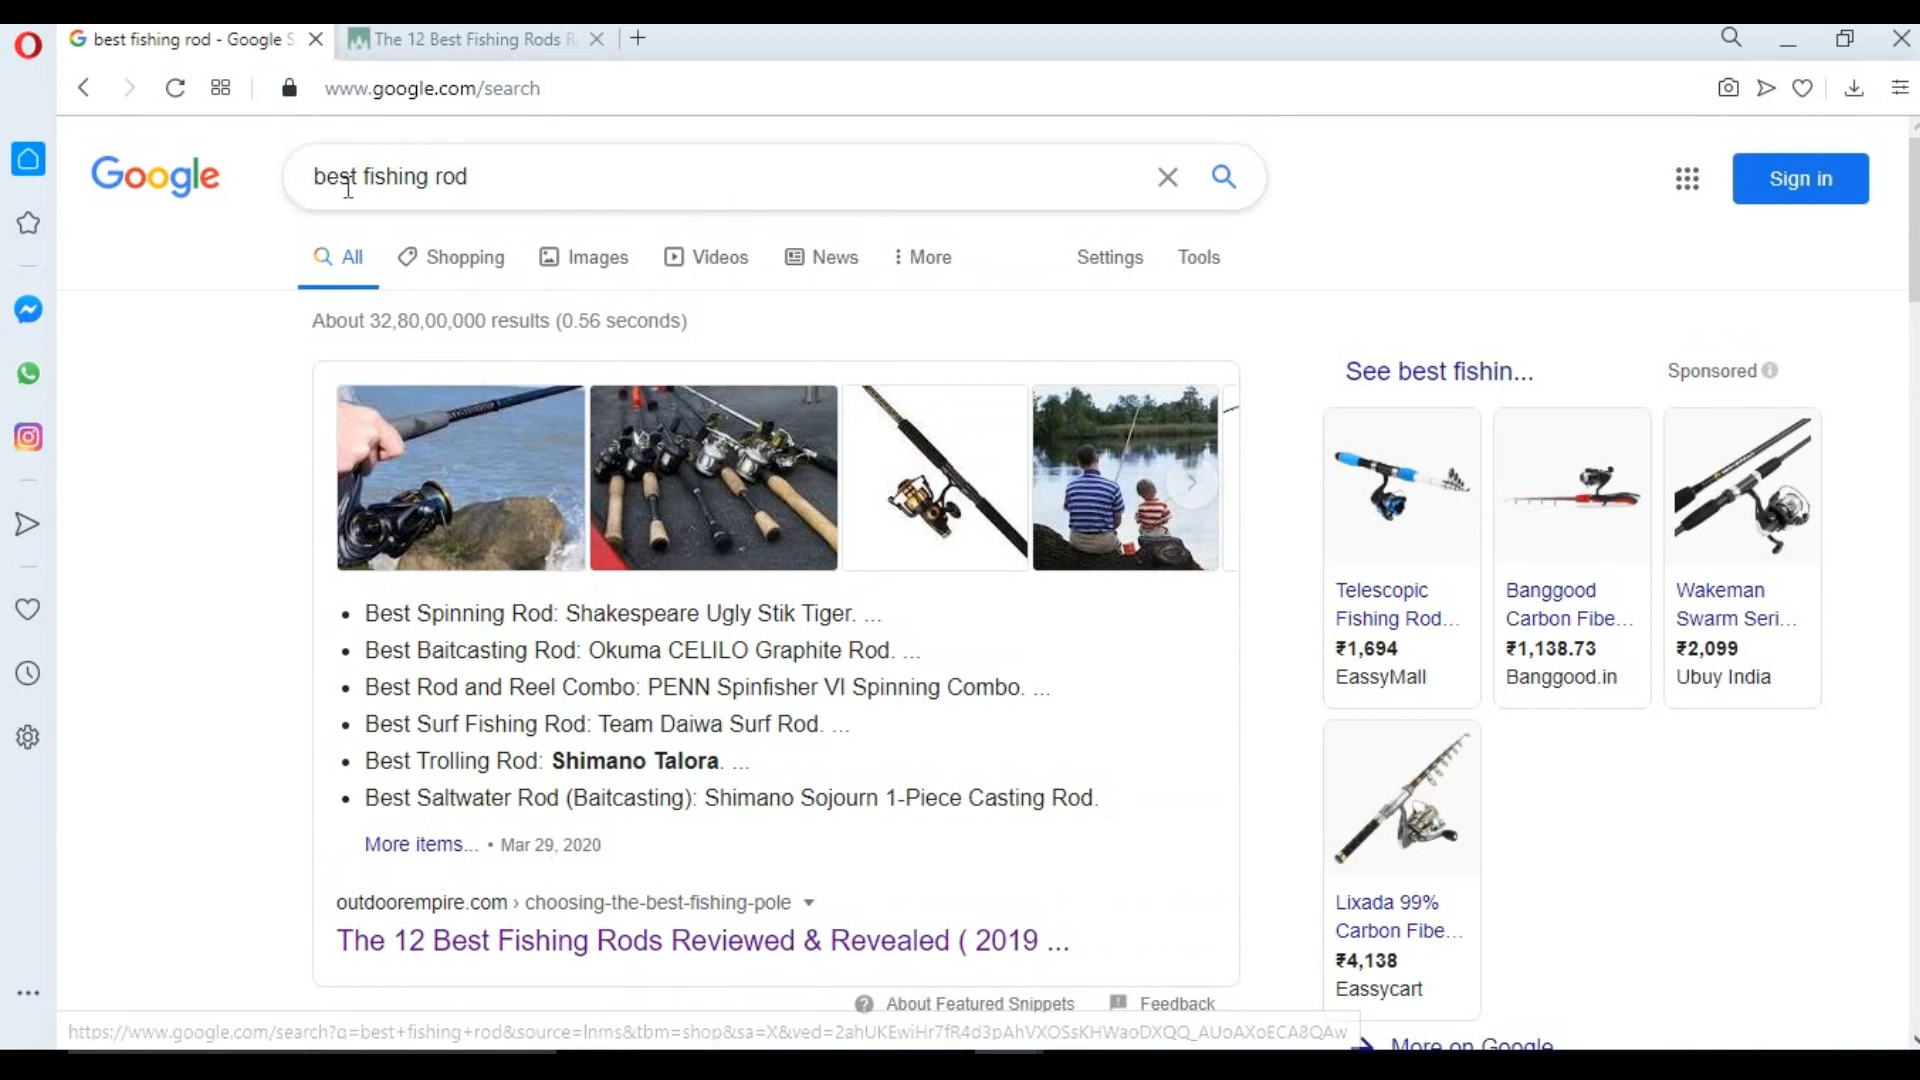 best fishing rod - Google S
The 12 Best Fishing Rods R
www.google.com/search
Google
best fishing rod
Sign in
All
Shopping
Images
Videos
News
More
Settings
Tools
About 32,80,00,000 results (0.56 seconds)
• Best Spinning Rod: Shakespeare Ugly Stik Tiger. ...
• Best Baitcasting Rod: Okuma CELILO Graphite Rod. ...
• Best Rod and Reel Combo: PENN Spinfisher VI Spinning Combo. ...
• Best Surf Fishing Rod: Team Daiwa Surf Rod. ...
• Best Trolling Rod: Shimano Talora. ...
• Best Saltwater Rod (Baitcasting): Shimano Sojourn 1-Piece Casting Rod.
More items... • Mar 29, 2020
outdoorempire.com › choosing-the-best-fishing-pole
The 12 Best Fishing Rods Reviewed & Revealed ( 2019 ...
About Featured Snippets
Feedback
See best fishin...
Sponsored
Telescopic
Fishing Rod...
₹1,694
EassyMall
Banggood
Carbon Fibe...
₹1,138.73
Banggood.in
Wakeman
Swarm Seri...
₹2,099
Ubuy India
Lixada 99%
Carbon Fibe...
₹4,138
Eassycart
More on Google
https://www.google.com/search?q=best+fishing+rod&source=lnms&tbm=shop&sa=X&ved=2ahUKEwiHr7fR4d3pAhVXOSsKHWaoDXQQ_AUoAXoECA8QAw